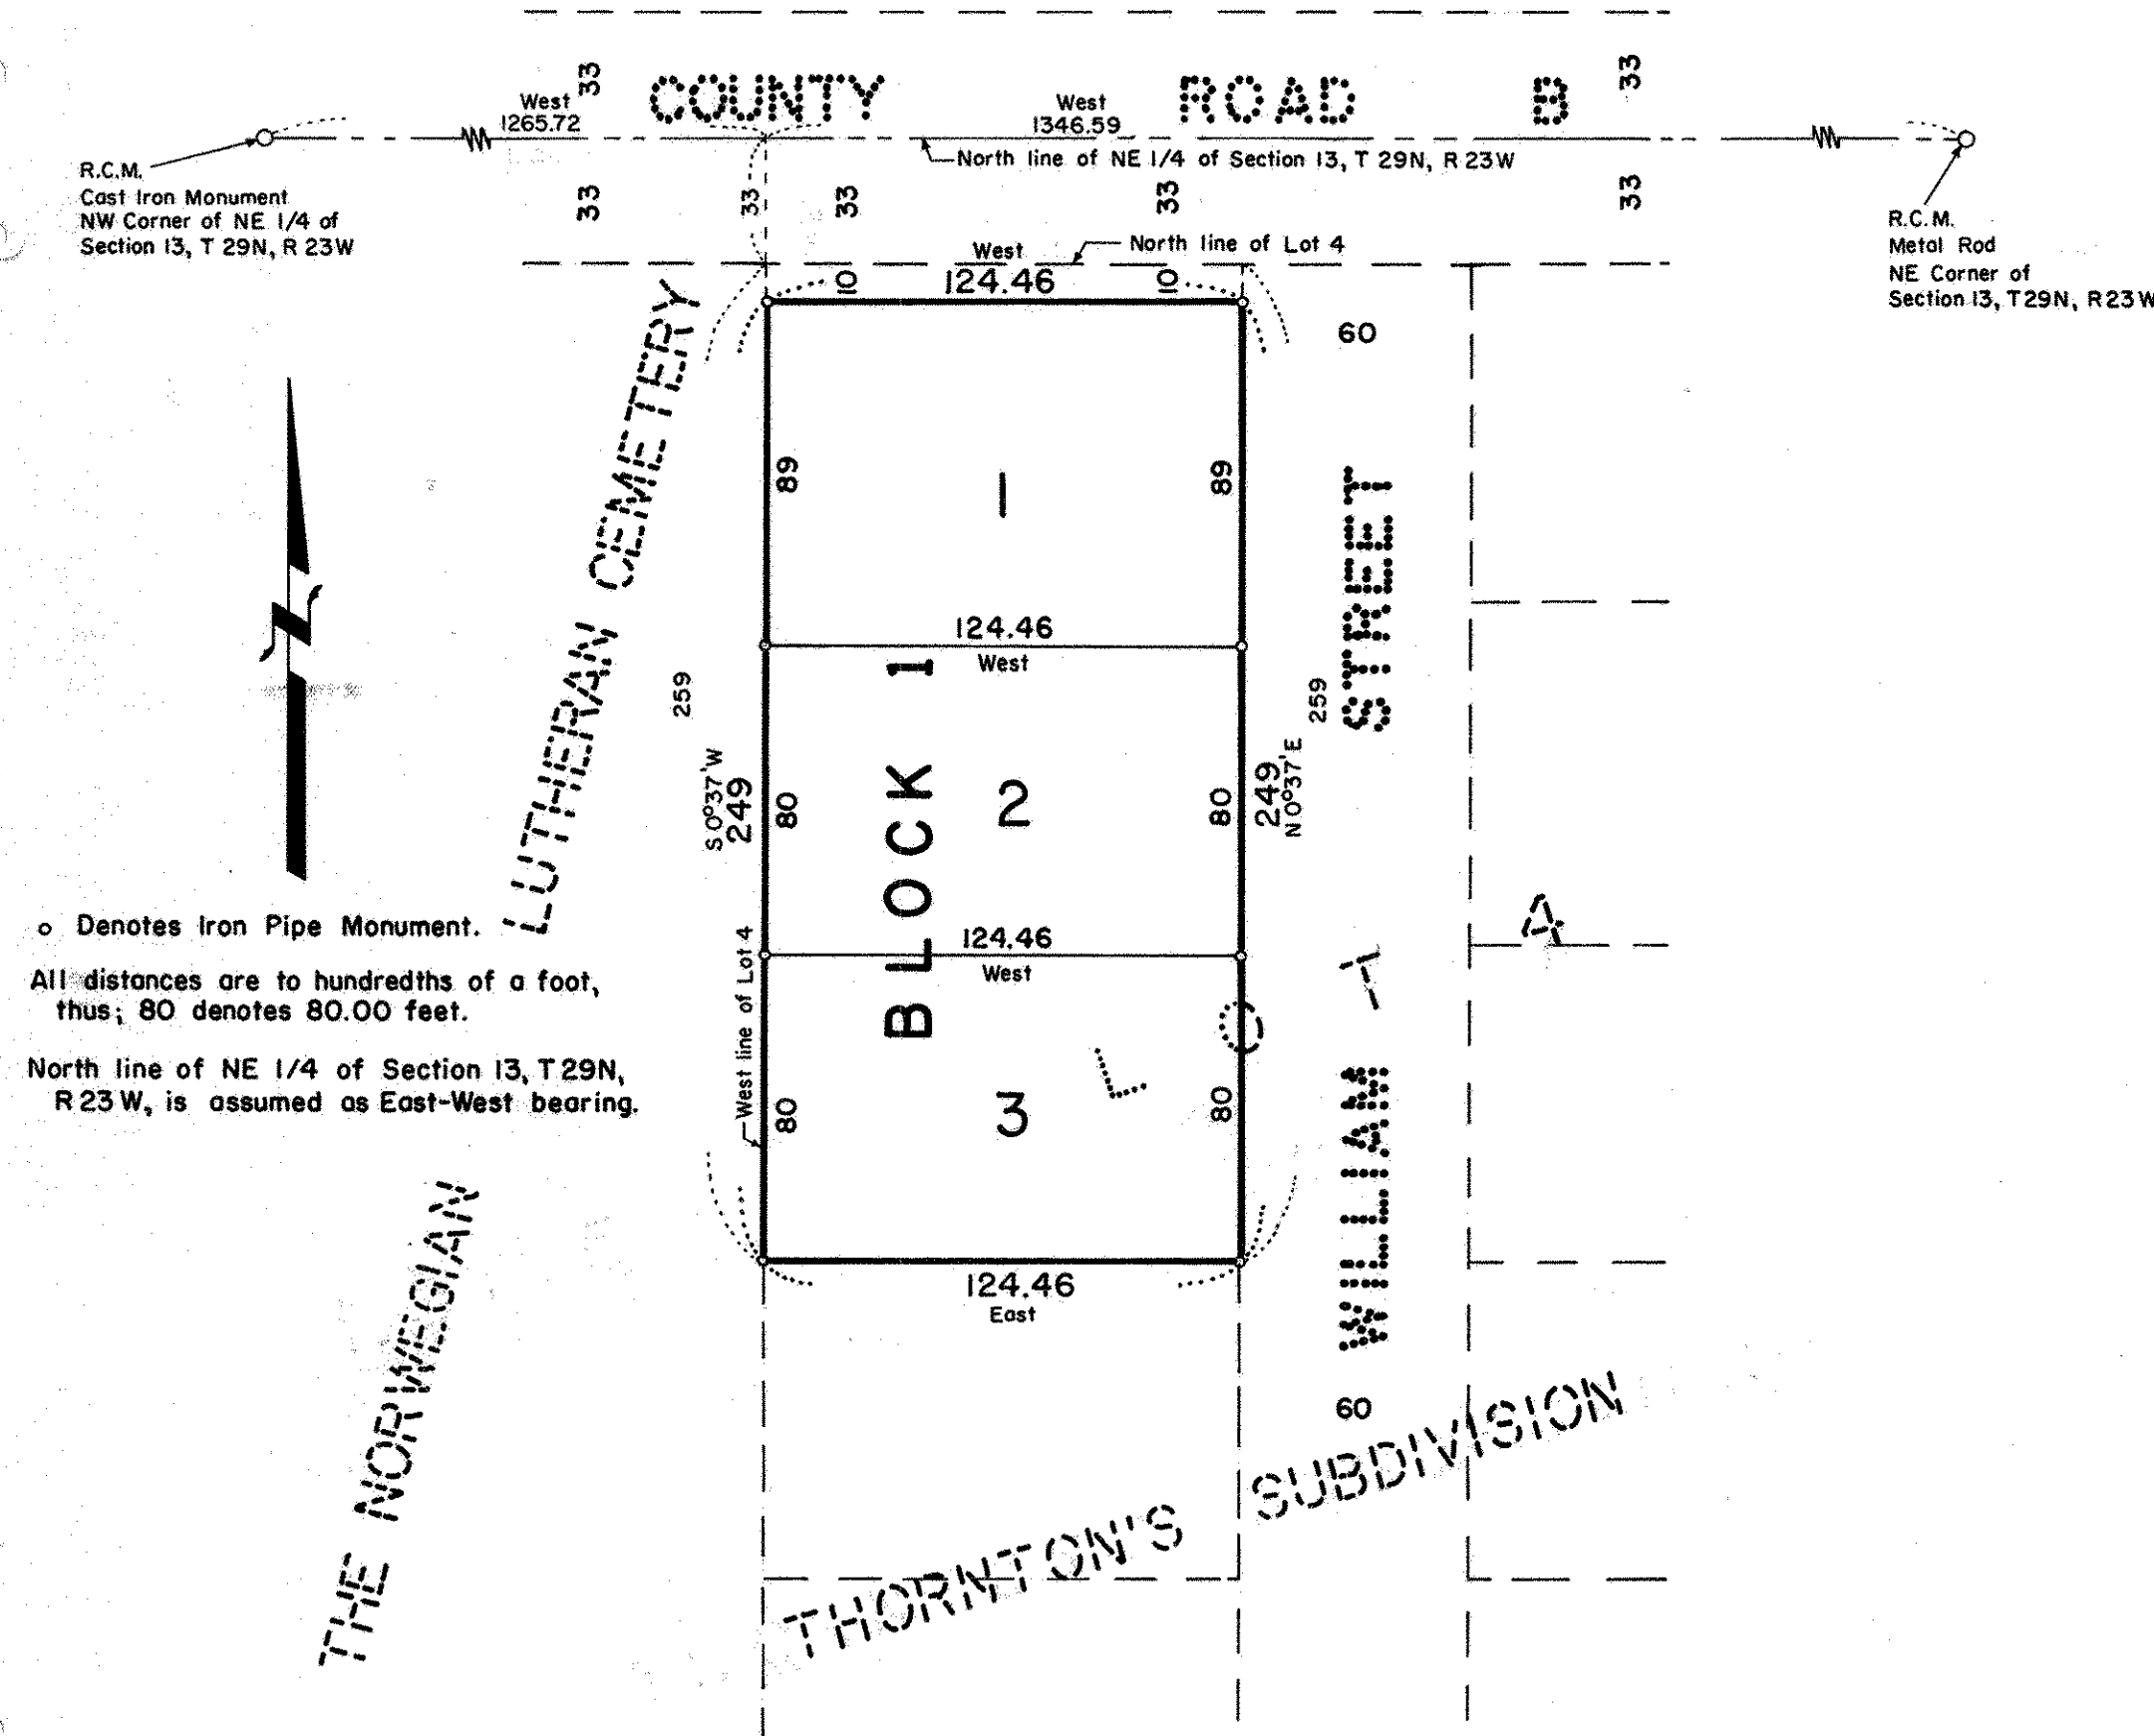 COUNTY ROAD B
33
33
West
1265.72
West
1346.59
North line of NE 1/4 of Section 13, T 29N, R 23W
R.C.M.
Cast Iron Monument
NW Corner of NE 1/4 of
Section 13, T 29N, R 23W
33
33
33
33
33
R.C.M.
Metal Rod
NE Corner of
Section 13, T 29N, R 23W
West
North line of Lot 4
10
124.46
10
60
LUTHERAN CEMETERY
89
1
89
STREET
124.46
West
259
259
S 0°37'W
249
80
BLOCK 1
2
80
249
N 0°37'E
o Denotes Iron Pipe Monument.
All distances are to hundredths of a foot,
thus; 80 denotes 80.00 feet.
North line of NE 1/4 of Section 13, T 29N,
R 23 W, is assumed as East-West bearing.
124.46
West
LOT 4
West line of Lot 4
80
3
80
WILLIAM
124.46
East
60
THE NORWEGIAN
THORNTON'S SUBDIVISION